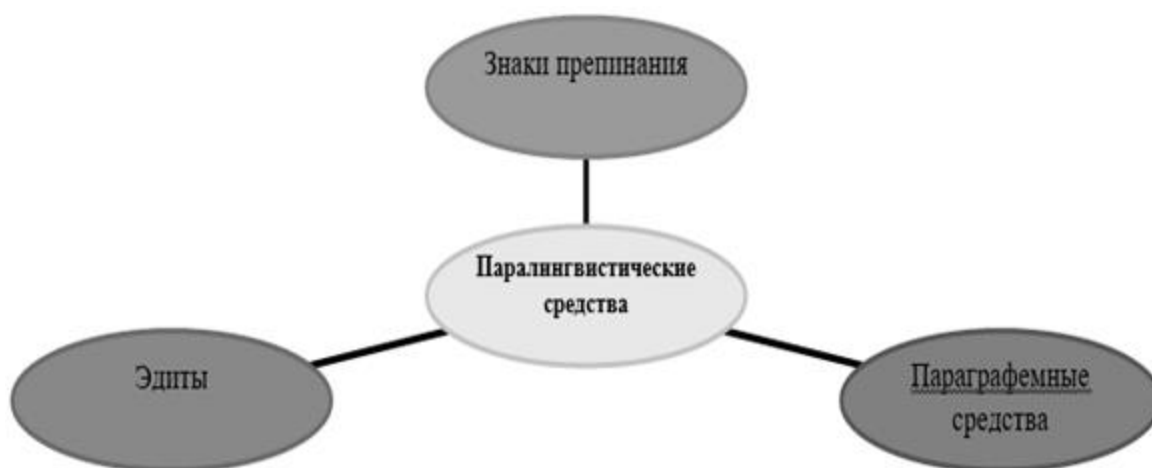 Знаки препинания
Паралингвистические
средства
Эдиты
Параграфемные
средства